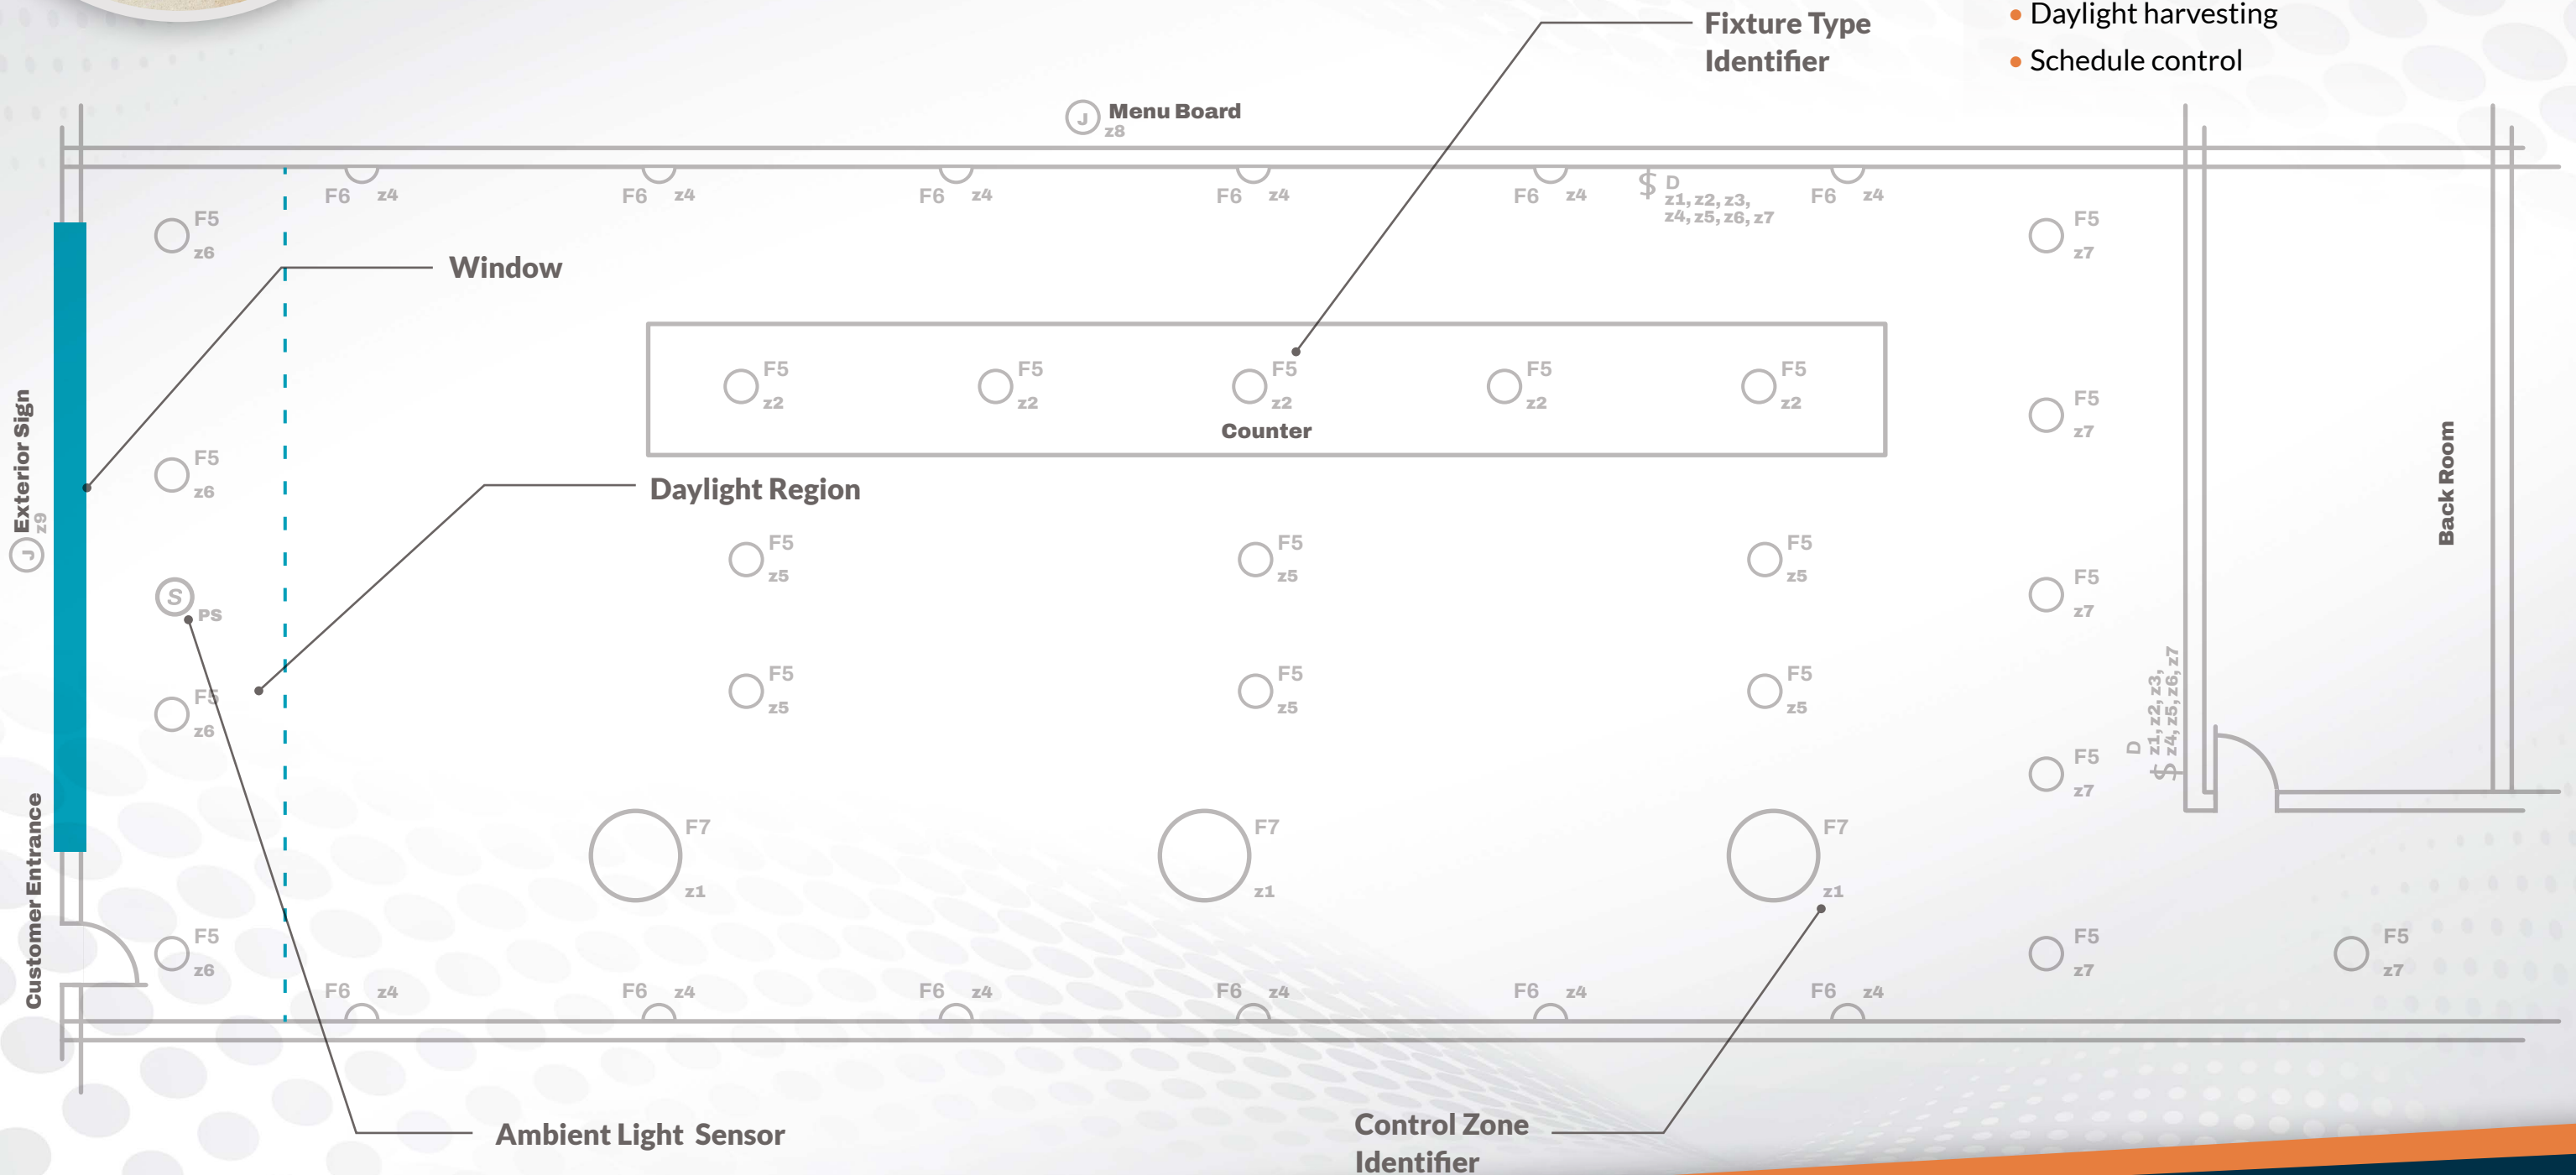 Fixture Type
Identifier
• Daylight harvesting
• Schedule control
J Menu Board
z8
F6 z4
F6 z4
F6 z4
F6 z4
F6 z4
$ D
z1, z2, z3,
z4, z5, z6, z7
F6 z4
F5
z6
F5
z7
Window
F5
z2
F5
z2
F5
z2
F5
z2
F5
z2
Counter
F5
z7
Exterior Sign
J z9
F5
z6
Daylight Region
Back Room
F5
z5
F5
z5
F5
z5
F5
z7
S
PS
F5
z6
F5
z5
F5
z5
F5
z5
F5
z7
$ D
z1, z2, z3,
z4, z5, z6, z7
F7
z1
F7
z1
F7
z1
Customer Entrance
F5
z6
F5
z7
F5
z7
F6 z4
F6 z4
F6 z4
F6 z4
F6 z4
F6 z4
Ambient Light Sensor
Control Zone
Identifier